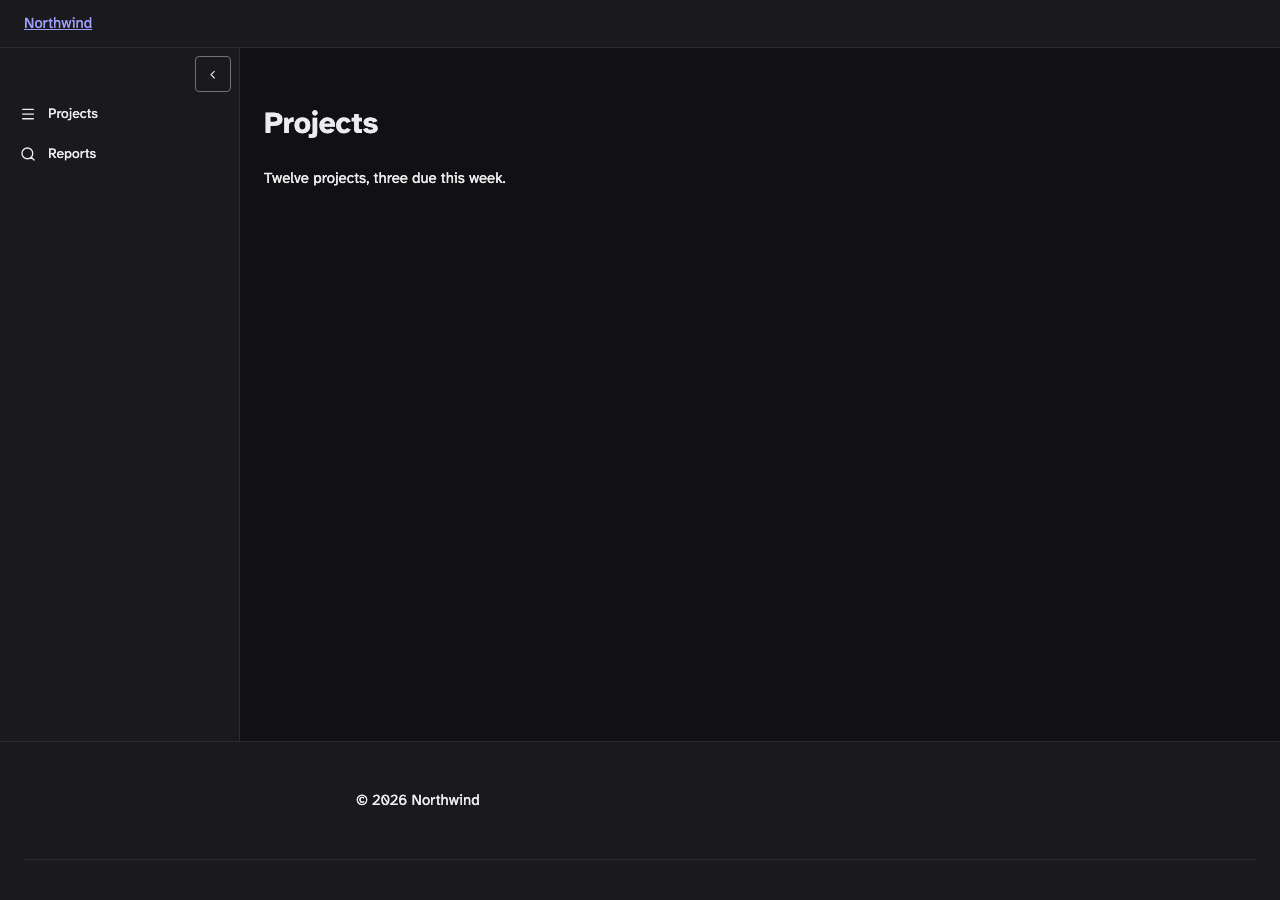 Northwind
Projects
Reports
Projects
Twelve projects, three due this week.
© 2026 Northwind